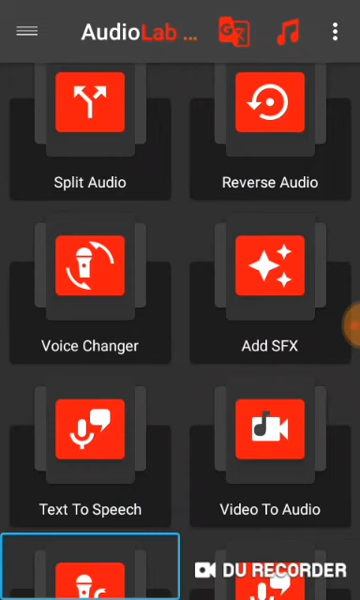 AudioLab ...
Split Audio
Reverse Audio
Voice Changer
Add SFX
Text To Speech
Video To Audio
DU RECORDER